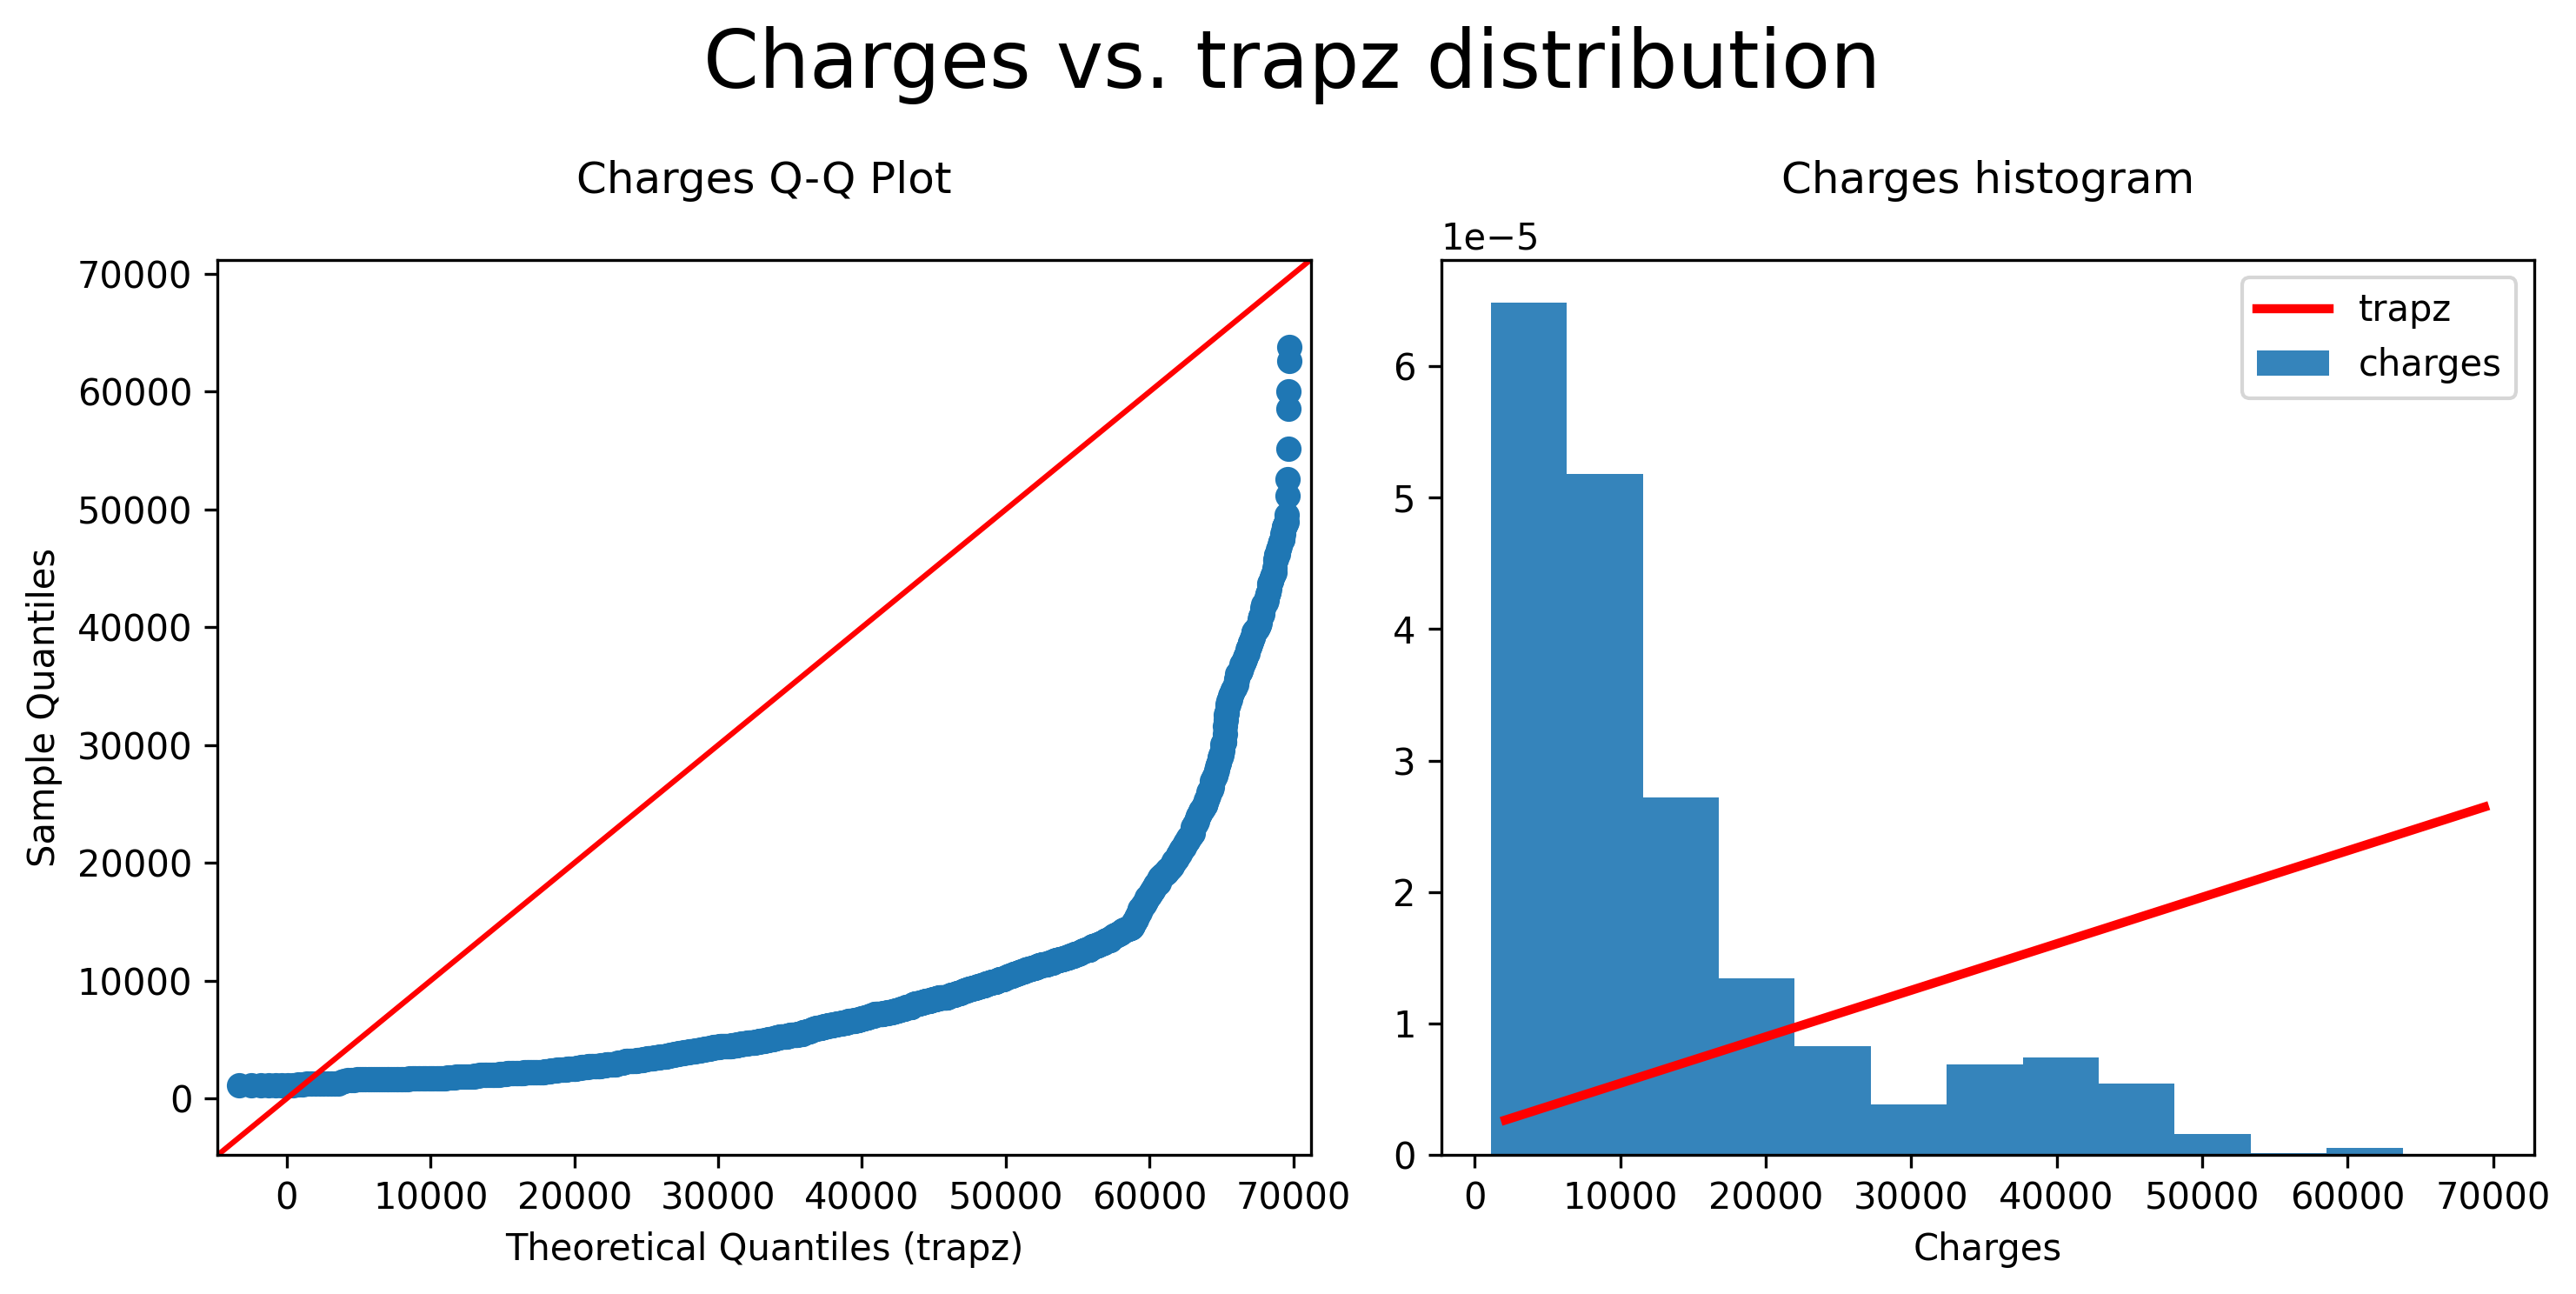 Charges vs. trapz distribution
Charges Q-Q Plot
70000
60000
50000
40000
30000
20000
10000
0
Sample Quantiles
0 10000 20000 30000 40000 50000 60000 70000
Theoretical Quantiles (trapz)
Charges histogram
1e−5
trapz
charges
6
5
4
3
2
1
0
0 10000 20000 30000 40000 50000 60000 70000
Charges